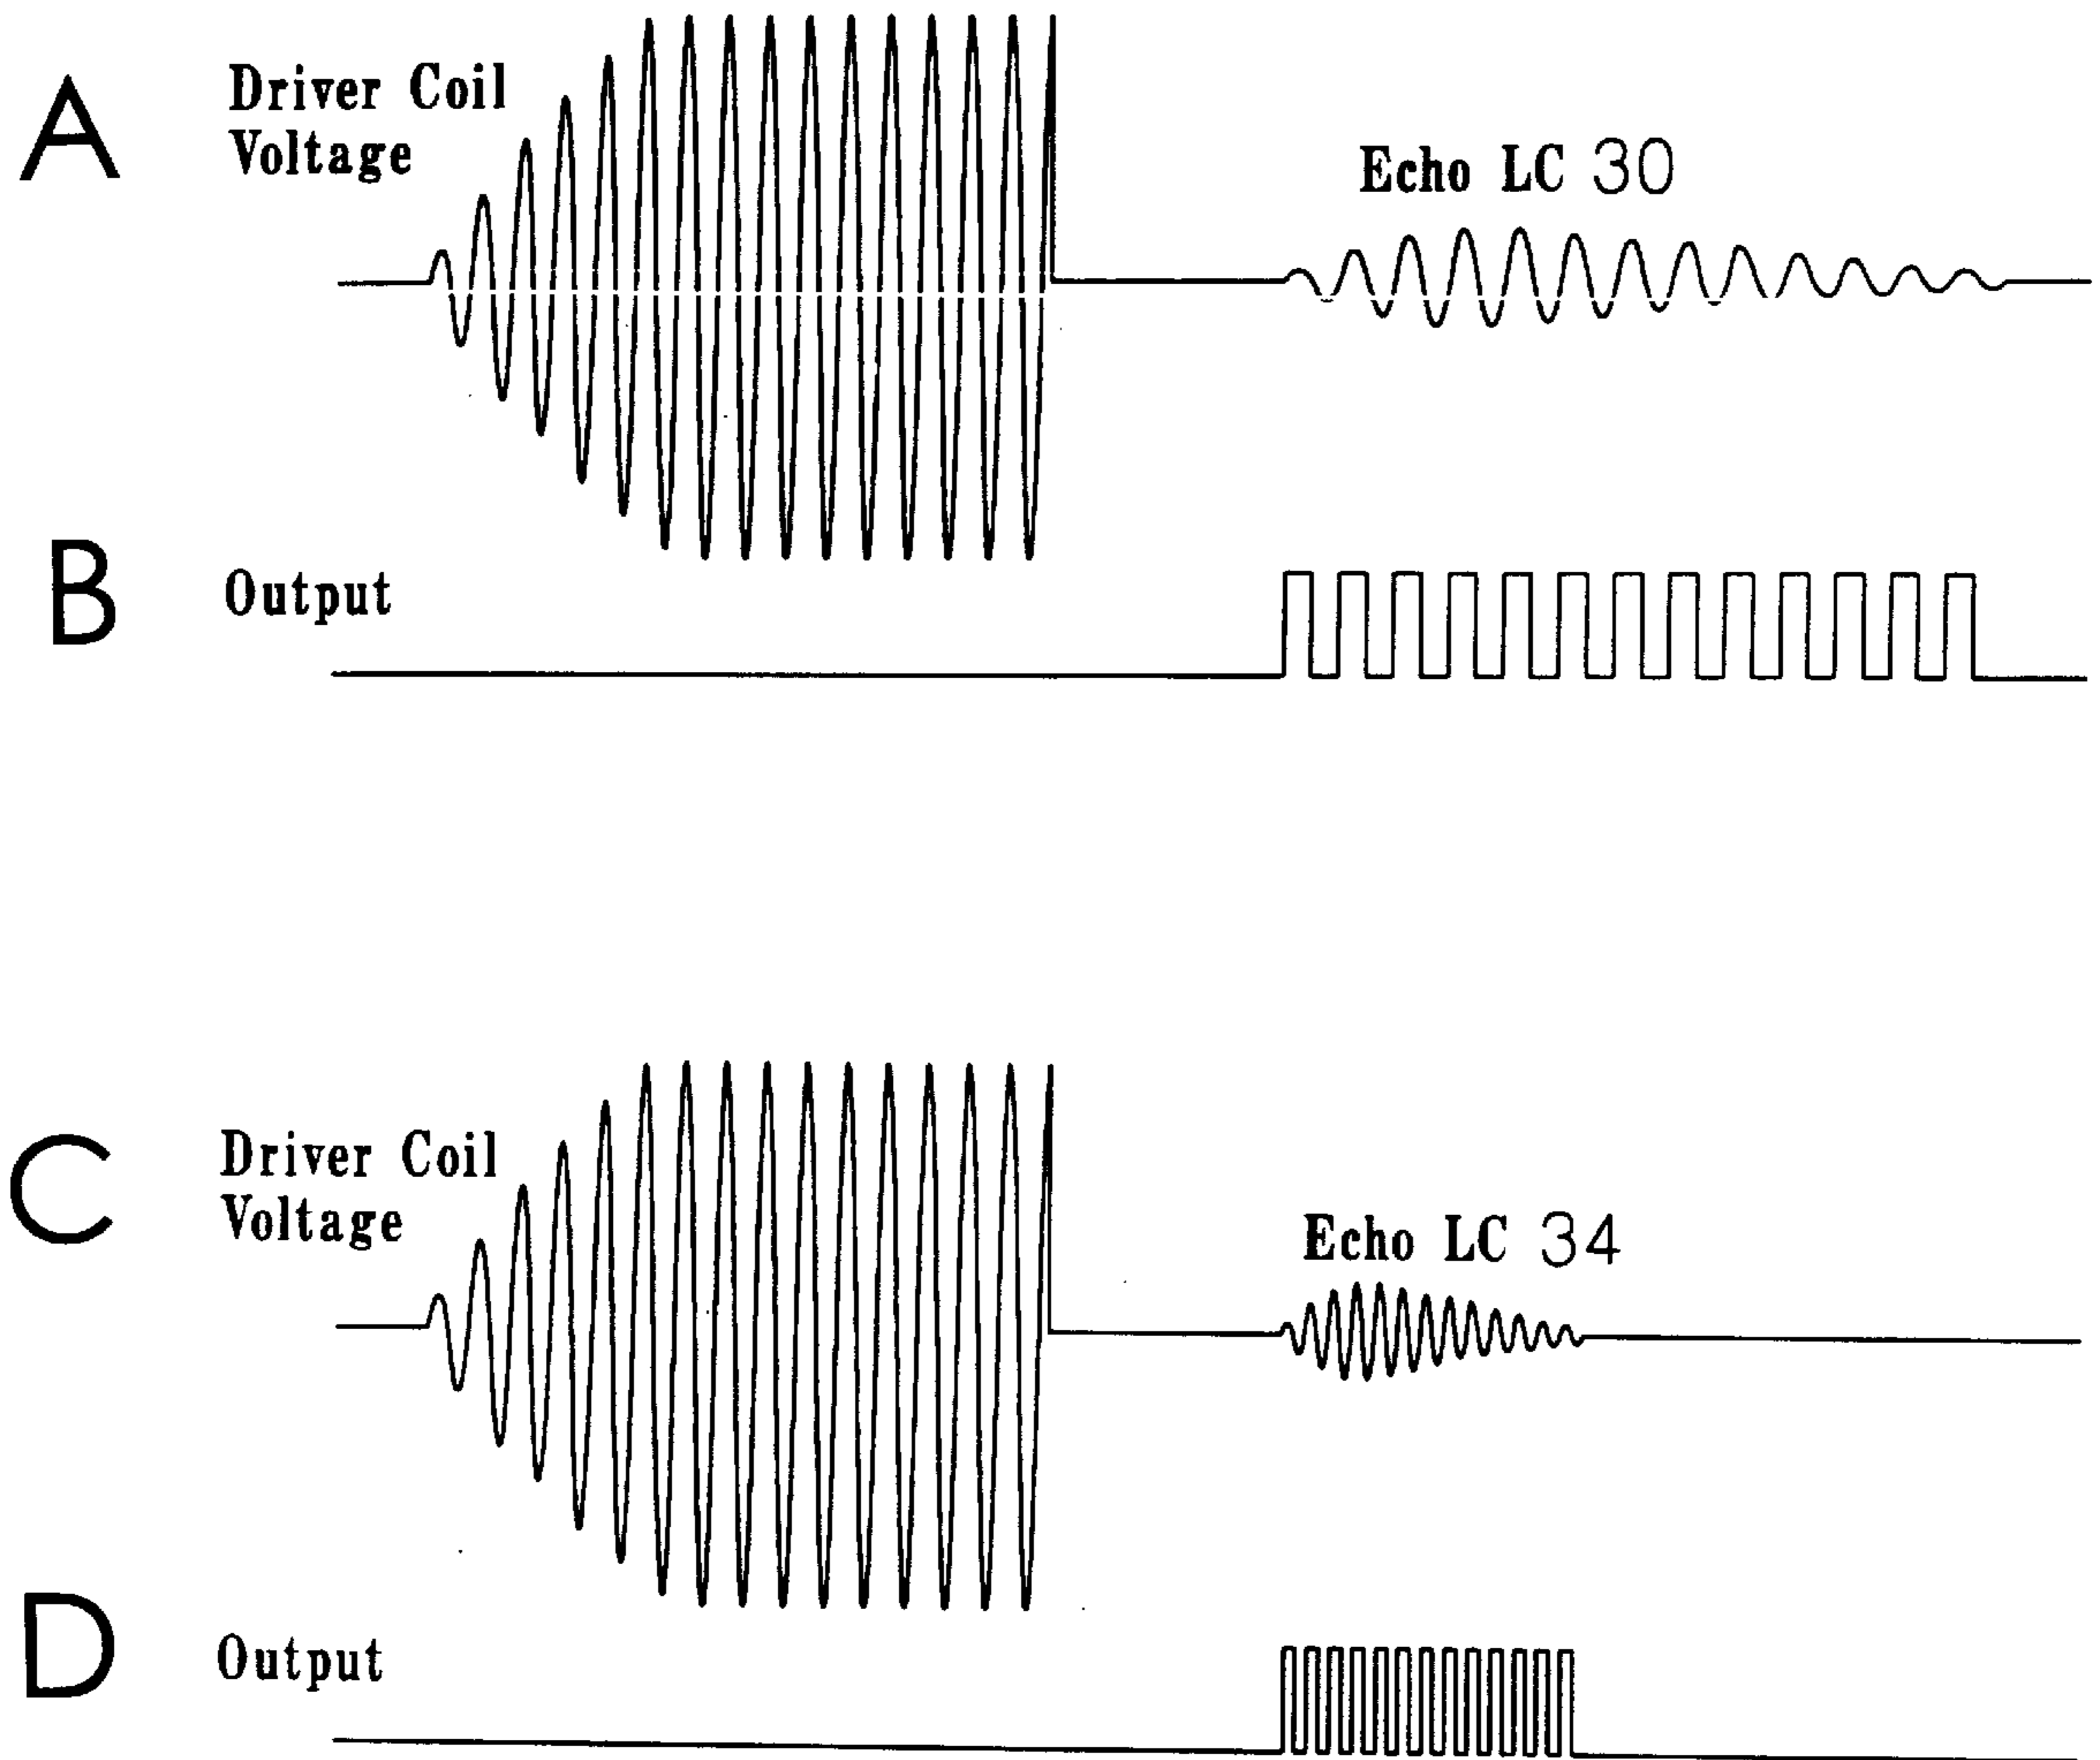 A
Driver Coil
Voltage
Echo LC 30
B
Output
C
Driver Coil
Voltage
Echo LC 34
D
Output